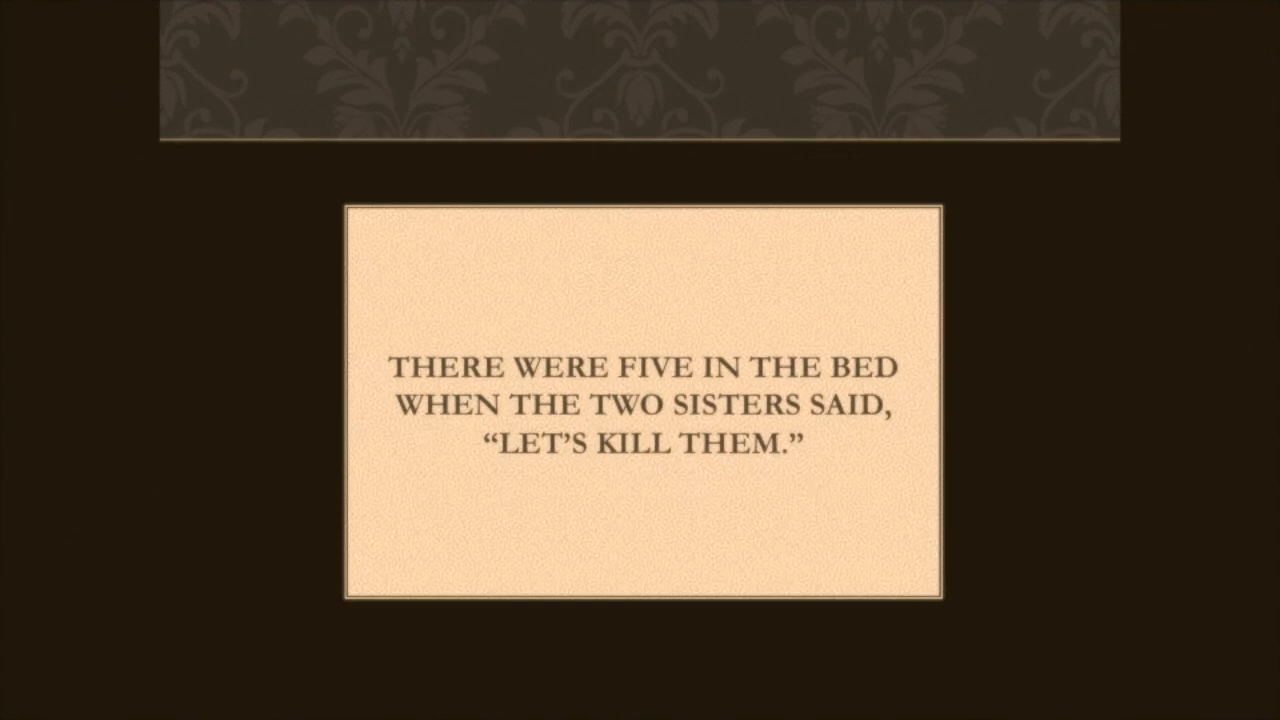 THERE WERE FIVE IN THE BED
WHEN THE TWO SISTERS SAID,
“LET’S KILL THEM.”